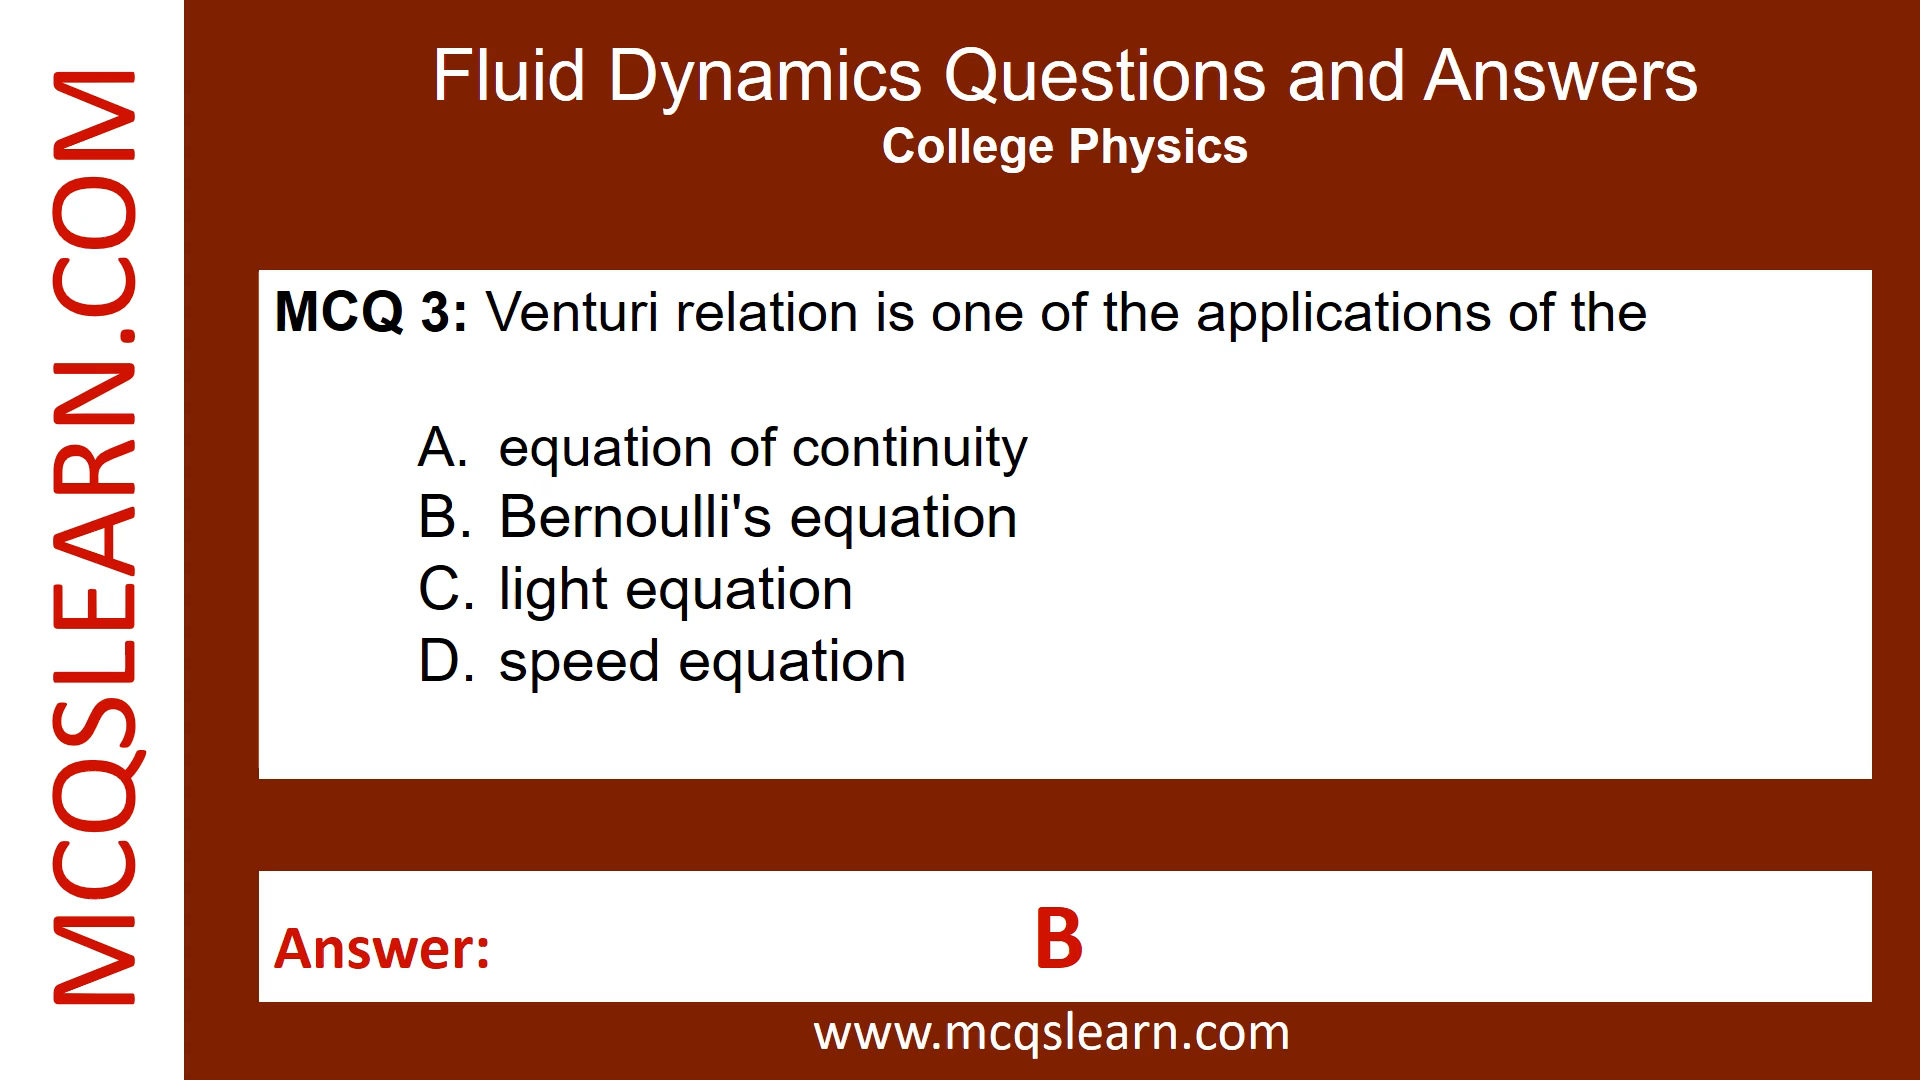 MCQSLEARN.COM
Fluid Dynamics Questions and Answers
College Physics
MCQ 3: Venturi relation is one of the applications of the
A. equation of continuity
B. Bernoulli's equation
C. light equation
D. speed equation
Answer: B
www.mcqslearn.com